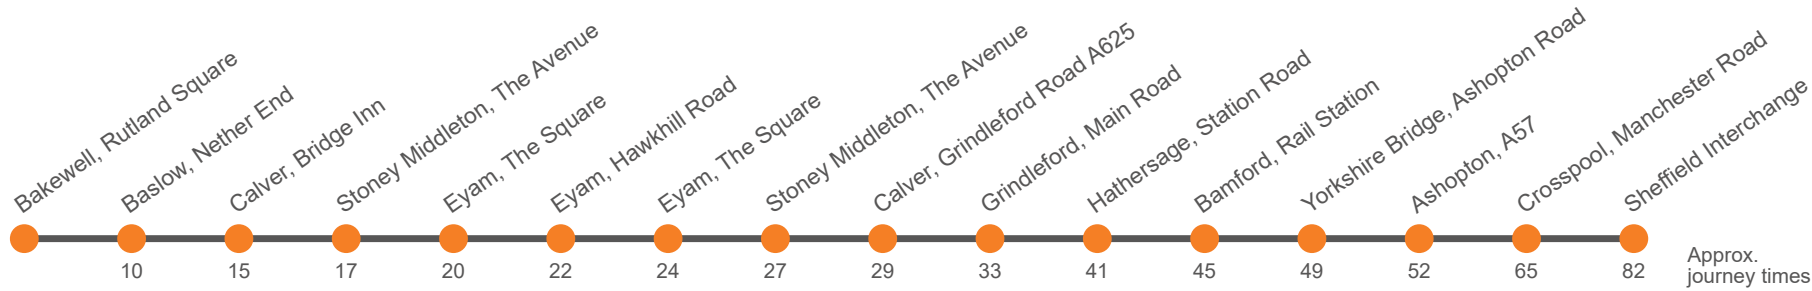 Bakewell, Rutland Square
Baslow, Nether End
Calver, Bridge Inn
Stoney Middleton, The Avenue
Eyam, The Square
Eyam, Hawkhill Road
Eyam, The Square
Stoney Middleton, The Avenue
Calver, Grindleford Road A625
Grindleford, Main Road
Hathersage, Station Road
Bamford, Rail Station
Yorkshire Bridge, Ashopton Road
Ashopton, A57
Crosspool, Manchester Road
Sheffield Interchange
10 15 17 20 22 24 27 29 33 41 45 49 52 65 82
Approx.
journey times